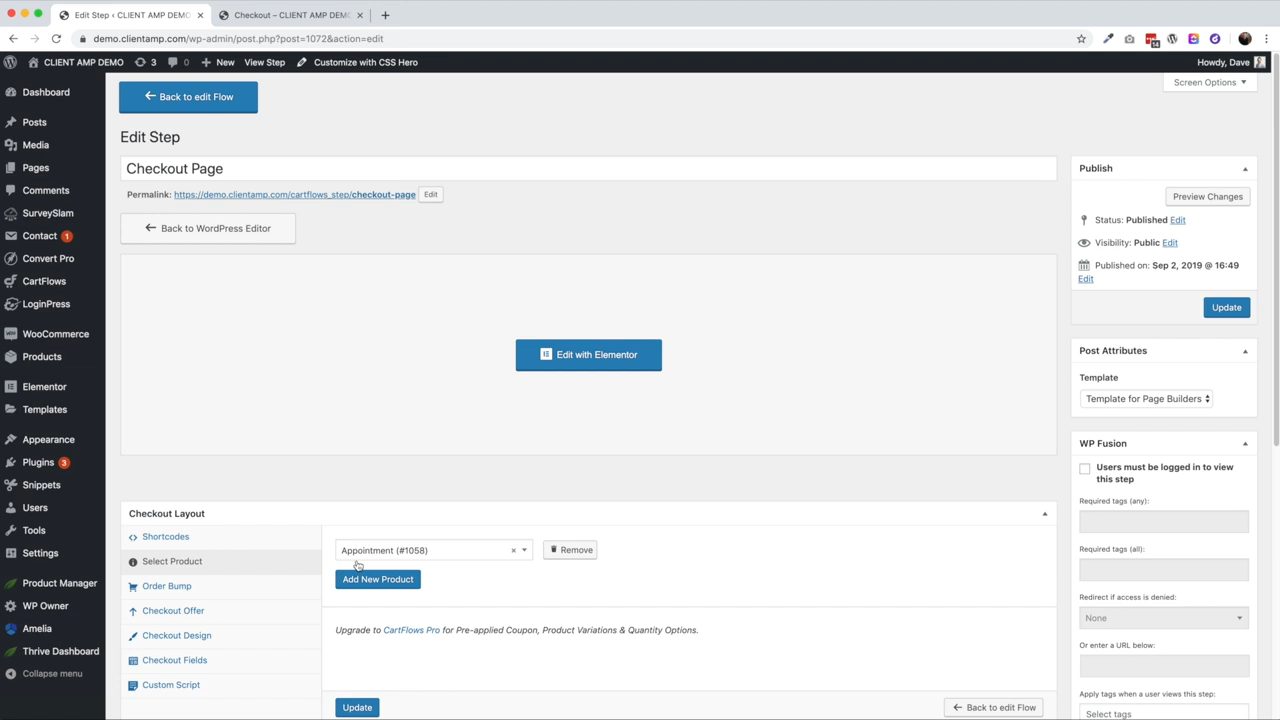 Edit Step ‹ CLIENT AMP DEMO
Checkout – CLIENT AMP DEMO
demo.clientamp.com/wp-admin/post.php?post=1072&action=edit
CLIENT AMP DEMO
3
0
New
View Step
Customize with CSS Hero
Howdy, Dave
Back to edit Flow
Screen Options
Edit Step
Checkout Page
Permalink: https://demo.clientamp.com/cartflows_step/checkout-page
Edit
Back to WordPress Editor
Edit with Elementor
Dashboard
Posts
Media
Pages
Comments
SurveySlam
Contact 1
Convert Pro
CartFlows
LoginPress
WooCommerce
Products
Elementor
Templates
Appearance
Plugins 3
Snippets
Users
Tools
Settings
Product Manager
WP Owner
Amelia
Thrive Dashboard
Collapse menu
Checkout Layout
Shortcodes
Select Product
Order Bump
Checkout Offer
Checkout Design
Checkout Fields
Custom Script
Appointment (#1058)
Remove
Add New Product
Upgrade to CartFlows Pro for Pre-applied Coupon, Product Variations & Quantity Options.
Update
Back to edit Flow
Publish
Preview Changes
Status: Published Edit
Visibility: Public Edit
Published on: Sep 2, 2019 @ 16:49
Edit
Update
Post Attributes
Template
Template for Page Builders
WP Fusion
Users must be logged in to view
this step
Required tags (any):
Required tags (all):
Redirect if access is denied:
None
Or enter a URL below:
Apply tags when a user views this step:
Select tags